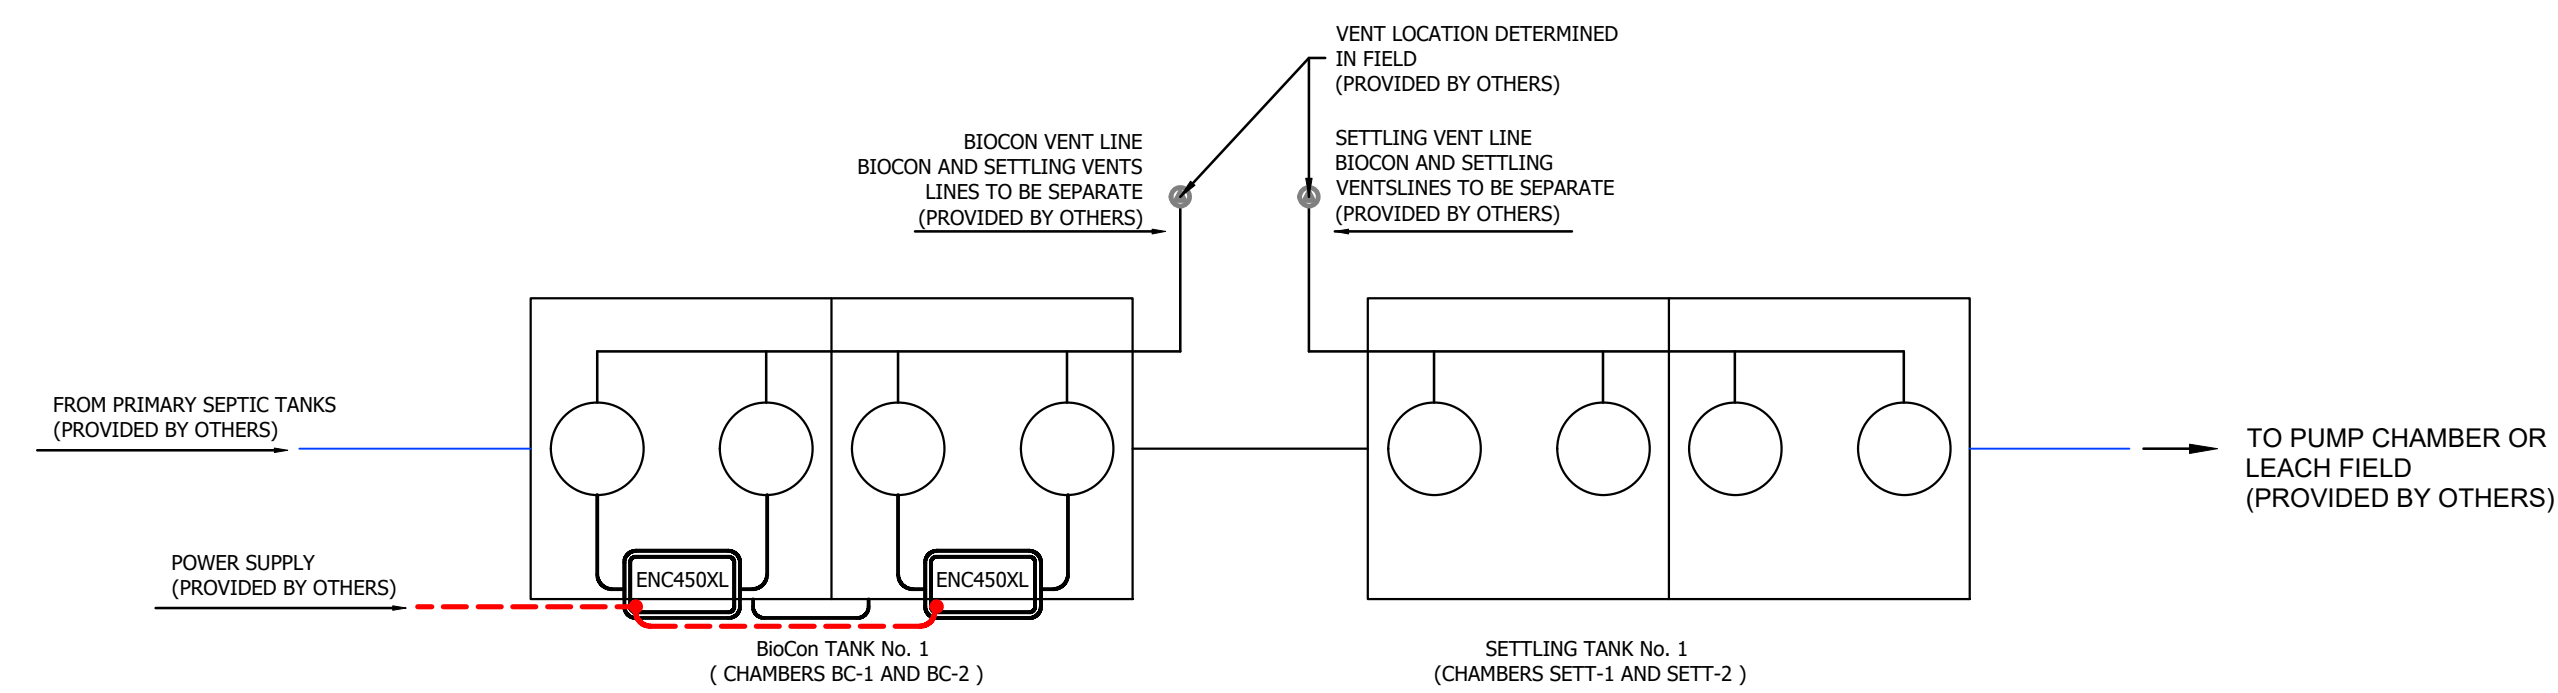 VENT LOCATION DETERMINED
IN FIELD
(PROVIDED BY OTHERS)
BIOCON VENT LINE
BIOCON AND SETTLING VENTS
LINES TO BE SEPARATE
(PROVIDED BY OTHERS)
SETTLING VENT LINE
BIOCON AND SETTLING
VENTSLINES TO BE SEPARATE
(PROVIDED BY OTHERS)
FROM PRIMARY SEPTIC TANKS
(PROVIDED BY OTHERS)
TO PUMP CHAMBER OR
LEACH FIELD
(PROVIDED BY OTHERS)
POWER SUPPLY
(PROVIDED BY OTHERS)
ENC450XL
ENC450XL
BioCon TANK No. 1
( CHAMBERS BC-1 AND BC-2 )
SETTLING TANK No. 1
(CHAMBERS SETT-1 AND SETT-2 )